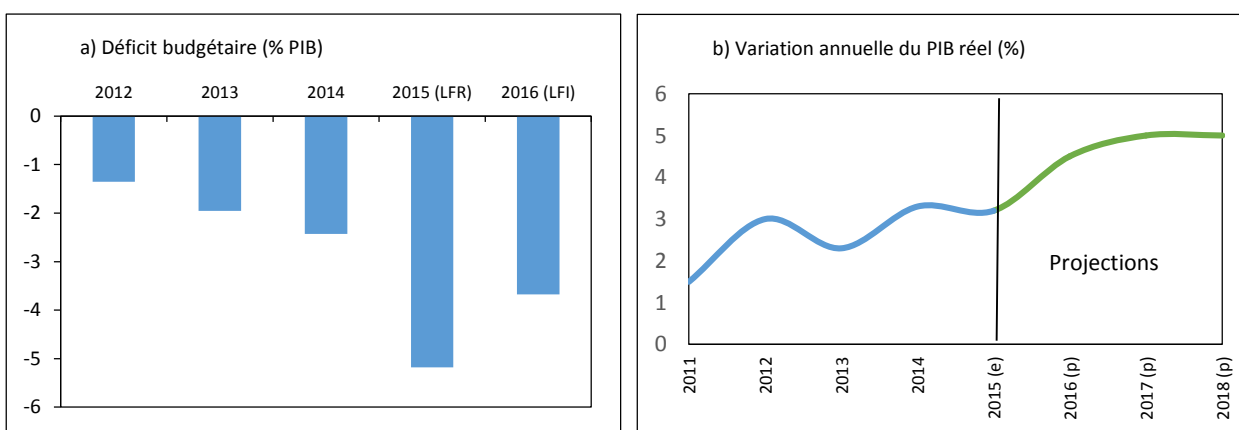 a) Déficit budgétaire (% PIB)
2012 2013 2014 2015 (LFR) 2016 (LFI)
0
-1
-2
-3
-4
-5
-6
b) Variation annuelle du PIB réel (%)
6
5
4
3
2
1
0
Projections
2011
2012
2013
2014
2015 (e)
2016 (p)
2017 (p)
2018 (p)